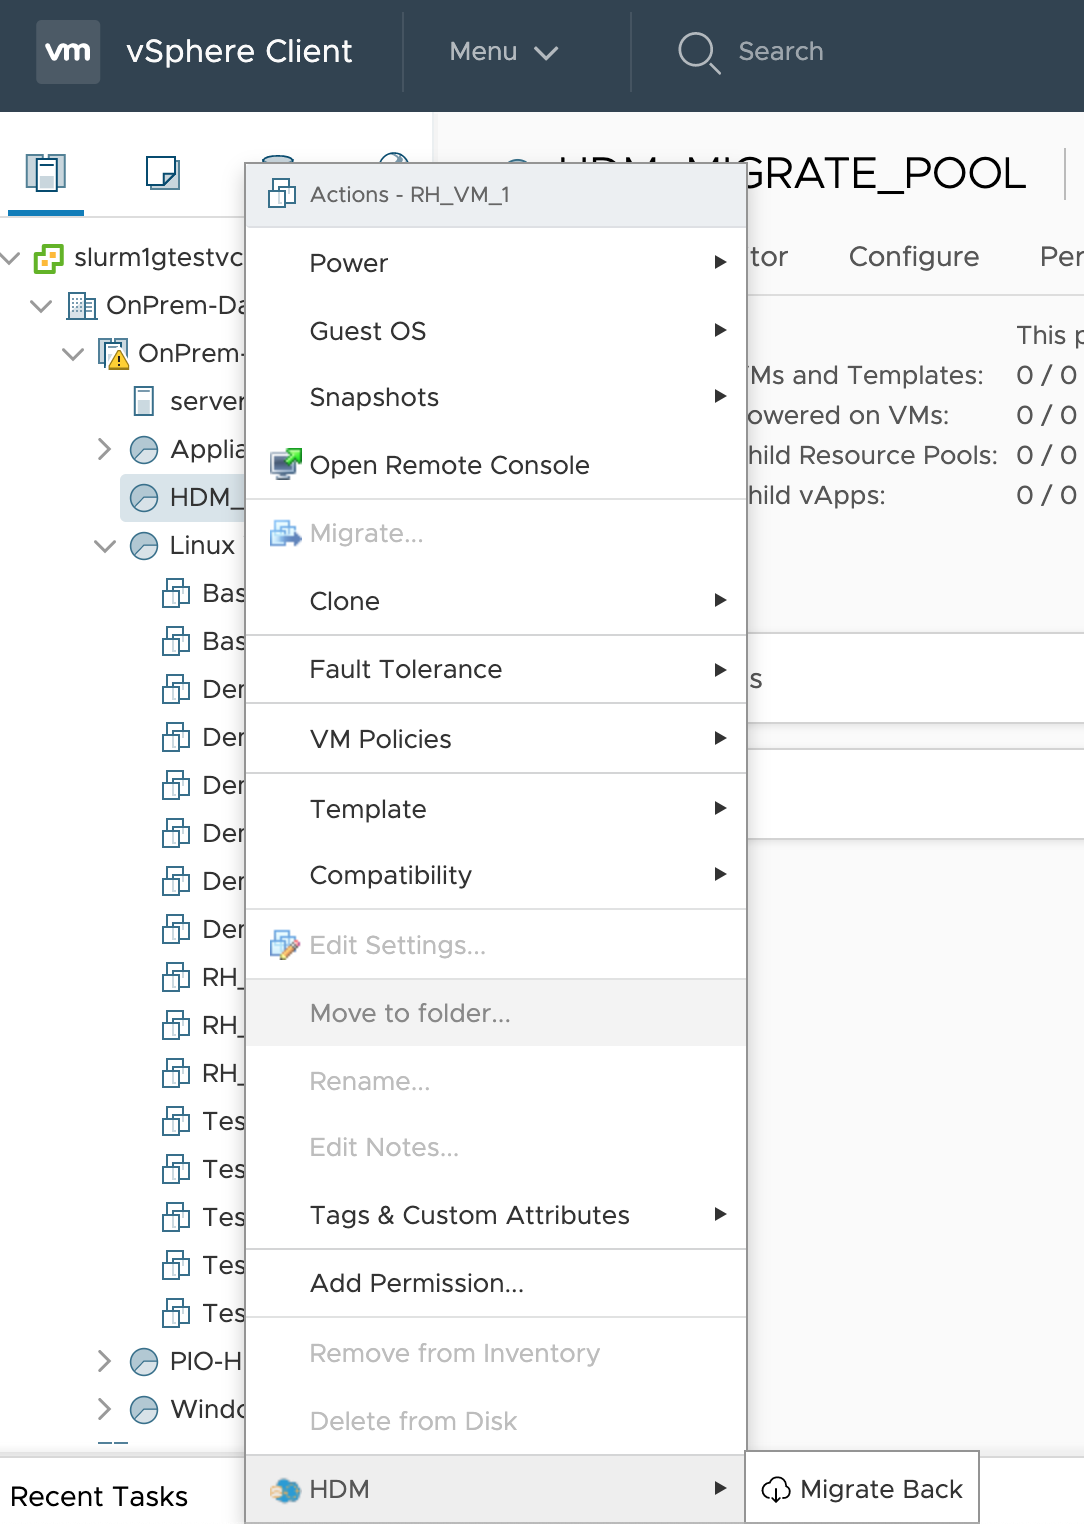 vm vSphere Client Menu Search
GRATE_POOL
Actions - RH_VM_1
slurm1gtestvc
Power
tor Configure Per
OnPrem-Da
Guest OS
This p
OnPrem-
Ms and Templates: 0 / 0
server
Snapshots
owered on VMs: 0 / 0
Applia
Open Remote Console
hild Resource Pools: 0 / 0
HDM_
hild vApps: 0 / 0
Linux
Migrate...
Bas
Clone
Bas
Fault Tolerance
s
Der
VM Policies
Der
Der
Template
Der
Compatibility
Der
Der
Edit Settings...
RH_
Move to folder...
RH_
RH_
Rename...
Tes
Edit Notes...
Tes
Tes
Tags & Custom Attributes
Tes
Add Permission...
Tes
PIO-H
Remove from Inventory
Windo
Delete from Disk
Recent Tasks
HDM
Migrate Back